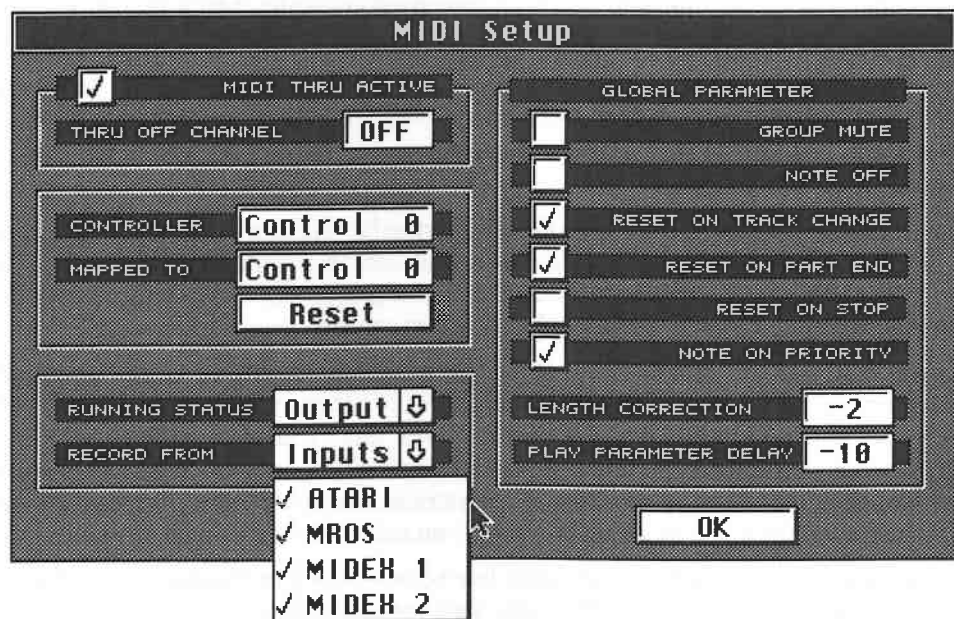 MIDI Setup
MIDI THRU ACTIVE
THRU OFF CHANNEL OFF
CONTROLLER Control 0
MAPPED TO Control 0
Reset
RUNNING STATUS Output
RECORD FROM Inputs
ATARI
MROS
MIDEX 1
MIDEX 2
GLOBAL PARAMETER
GROUP MUTE
NOTE OFF
RESET ON TRACK CHANGE
RESET ON PART END
RESET ON STOP
NOTE ON PRIORITY
LENGTH CORRECTION -2
PLAY PARAMETER DELAY -10
OK